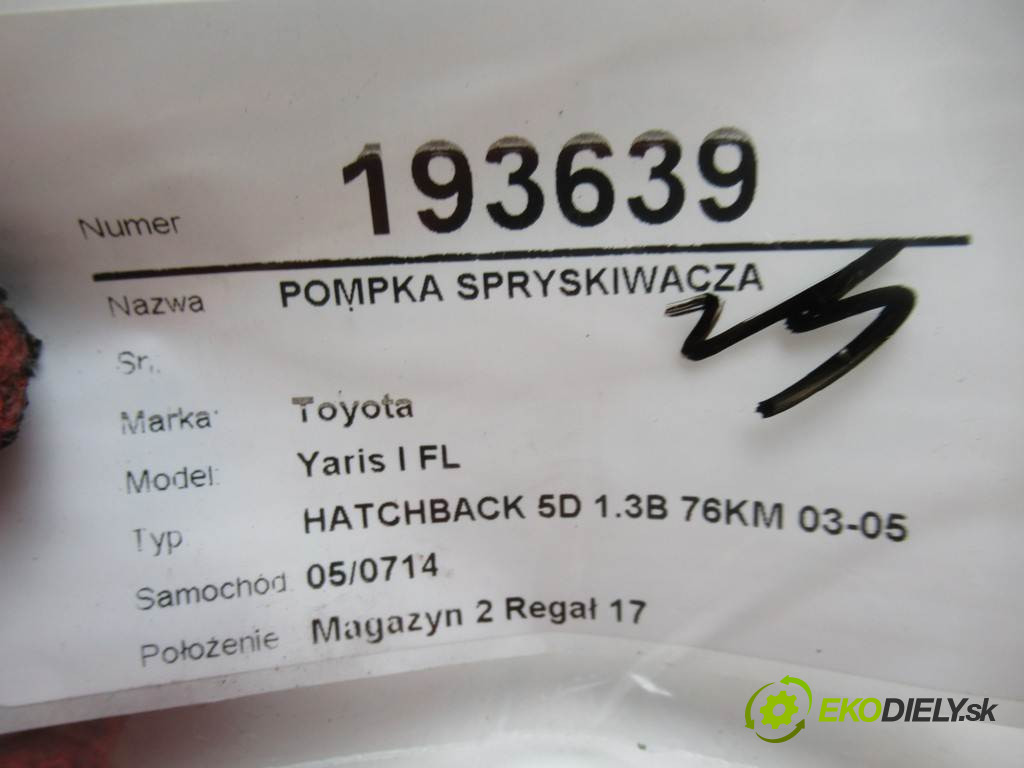 Numer 193639
Nazwa POMPKA SPRYSKIWACZA
Sr.:
Marka: Toyota
Model: Yaris I FL
Typ HATCHBACK 5D 1.3B 76KM 03-05
Samochód: 05/0714
Położenie Magazyn 2 Regał 17
EKODIELY.sk